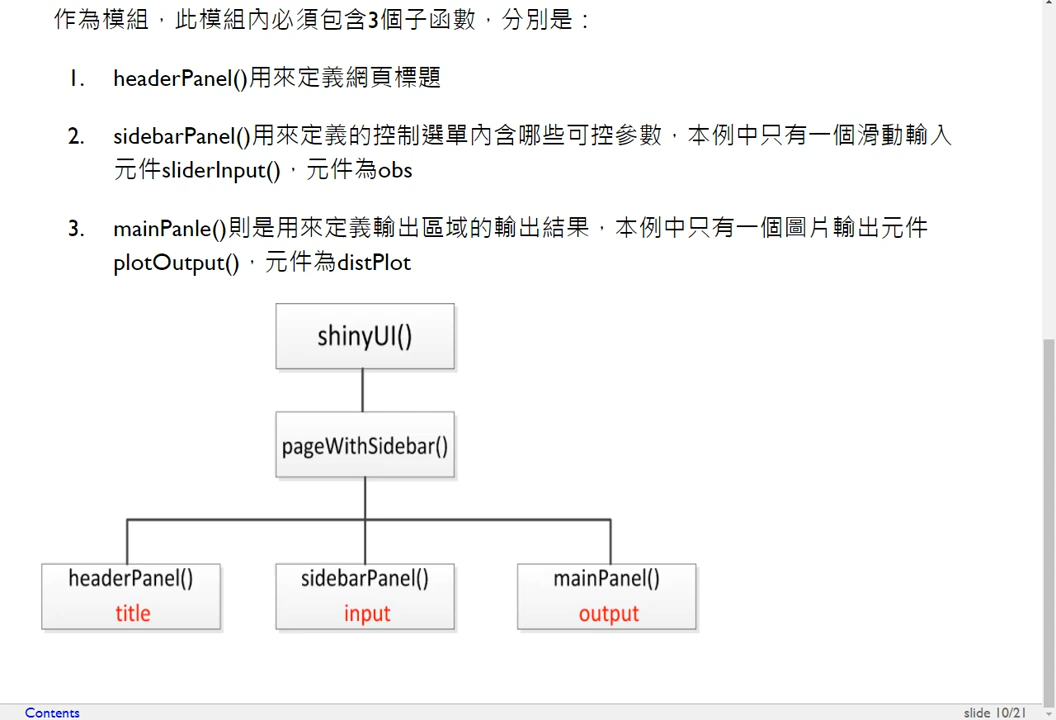 作為模組，此模組內必須包含3個子函數，分別是：
1. headerPanel()用來定義網頁標題
2. sidebarPanel()用來定義的控制選單內含哪些可控參數，本例中只有一個滑動輸入
元件sliderInput()，元件為obs
3. mainPanle()則是用來定義輸出區域的輸出結果，本例中只有一個圖片輸出元件
plotOutput()，元件為distPlot
shinyUI()
pageWithSidebar()
headerPanel()
title
sidebarPanel()
input
mainPanel()
output
Contents
slide 10/21